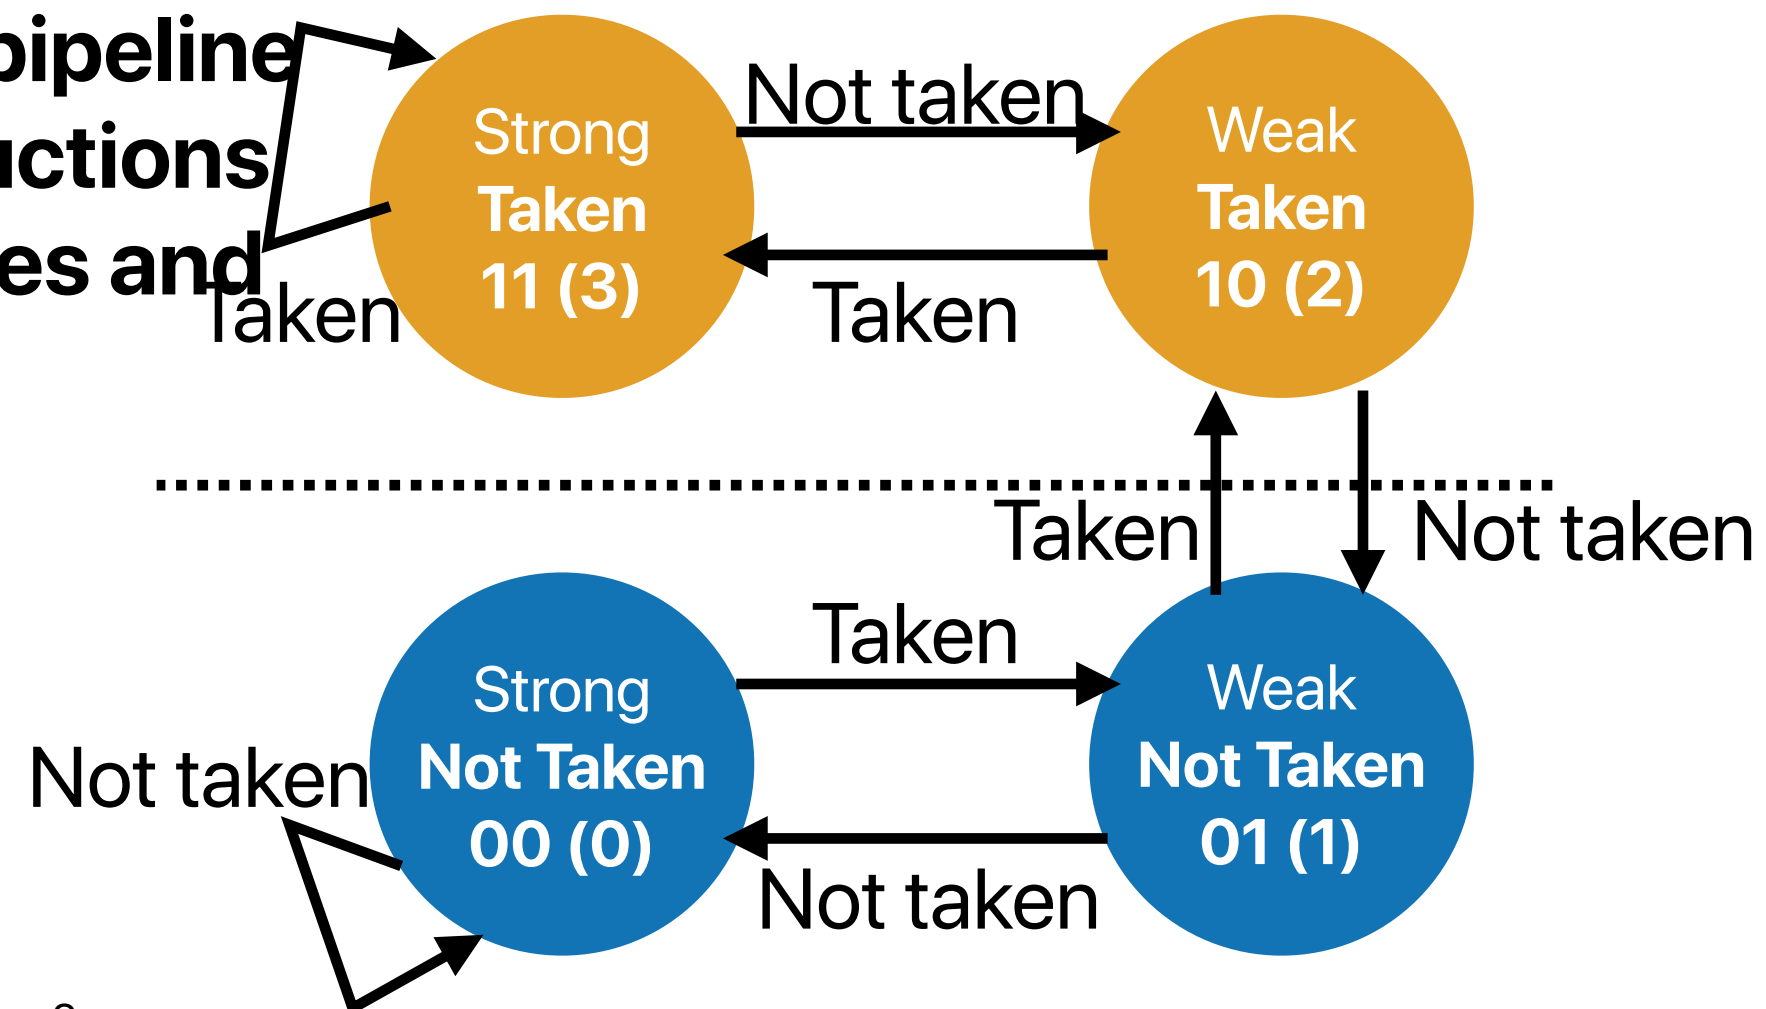 pipeline
uctions
es and
Taken
Strong
Taken
11 (3)
Not taken
Taken
Weak
Taken
10 (2)
Taken
Not taken
Not taken
Strong
Not Taken
00 (0)
Taken
Not taken
Weak
Not Taken
01 (1)